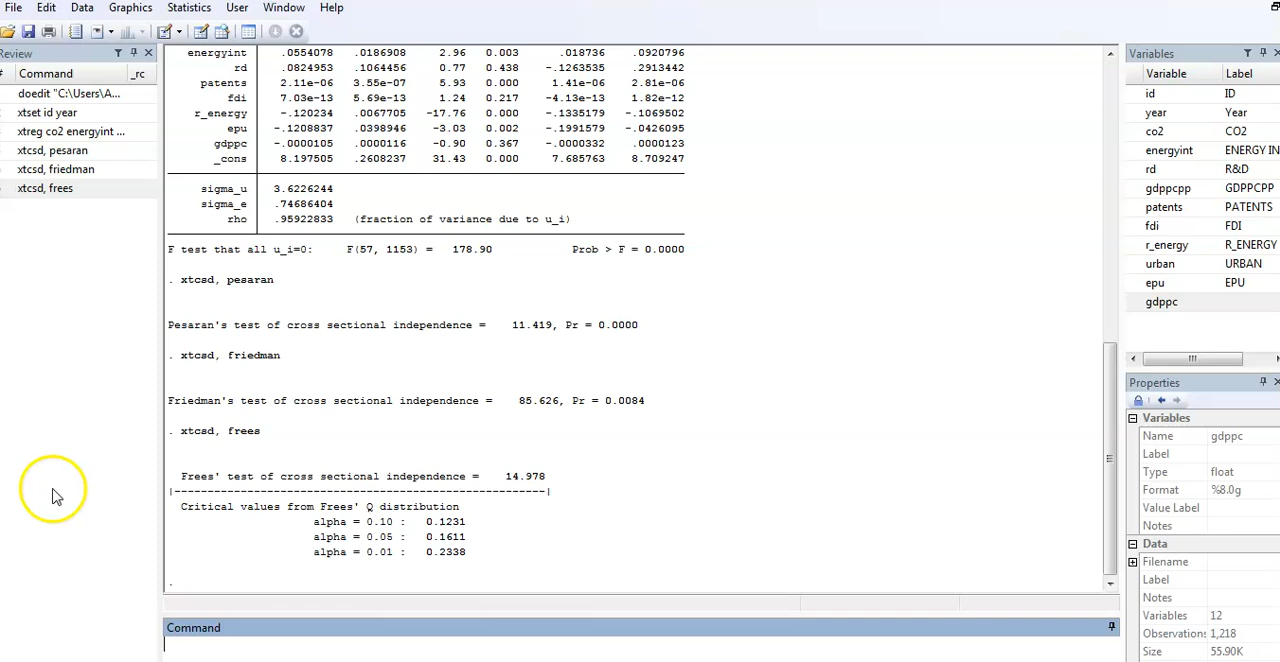 File Edit Data Graphics Statistics User Window Help
Review
# Command _rc
doedit "C:\Users\A...
xtset id year
xtreg co2 energyint ...
xtcsd, pesaran
xtcsd, friedman
xtcsd, frees
energyint .0554078 .0186908 2.96 0.003 .018736 .0920796
rd .0824953 .1064456 0.77 0.438 -.1263535 .2913442
patents 2.11e-06 3.55e-07 5.93 0.000 1.41e-06 2.81e-06
fdi 7.03e-13 5.69e-13 1.24 0.217 -4.13e-13 1.82e-12
r_energy -.120234 .0067705 -17.76 0.000 -.1335179 -.1069502
epu -.1208837 .0398946 -3.03 0.002 -.1991579 -.0426095
gdppc -.0000105 .0000116 -0.90 0.367 -.0000332 .0000123
_cons 8.197505 .2608237 31.43 0.000 7.685763 8.709247
sigma_u 3.6226244
sigma_e .74686404
rho .95922833 (fraction of variance due to u_i)
F test that all u_i=0: F(57, 1153) = 178.90 Prob > F = 0.0000
. xtcsd, pesaran
Pesaran's test of cross sectional independence = 11.419, Pr = 0.0000
. xtcsd, friedman
Friedman's test of cross sectional independence = 85.626, Pr = 0.0084
. xtcsd, frees
Frees' test of cross sectional independence = 14.978
|--------------------------------------------------------|
Critical values from Frees' Q distribution
alpha = 0.10 : 0.1231
alpha = 0.05 : 0.1611
alpha = 0.01 : 0.2338
.
Command
Variables
Variable Label
id ID
year Year
co2 CO2
energyint ENERGY IN
rd R&D
gdppcpp GDPPCPP
patents PATENTS
fdi FDI
r_energy R_ENERGY
urban URBAN
epu EPU
gdppc
Properties
Variables
Name gdppc
Label
Type float
Format %8.0g
Value Label
Notes
Data
Filename
Label
Notes
Variables 12
Observations 1,218
Size 55.90K